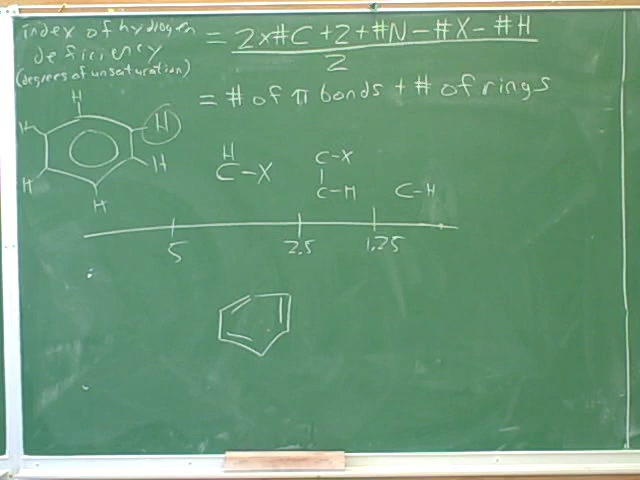 index of hydrogen deficiency = 2x#C+2+#N-#X-#H
2
(degrees of unsaturation)
= # of π bonds + # of rings
H
H
H
H
H
H
H
C-X
C-X
C-H
C-H
5
2.5
1.25